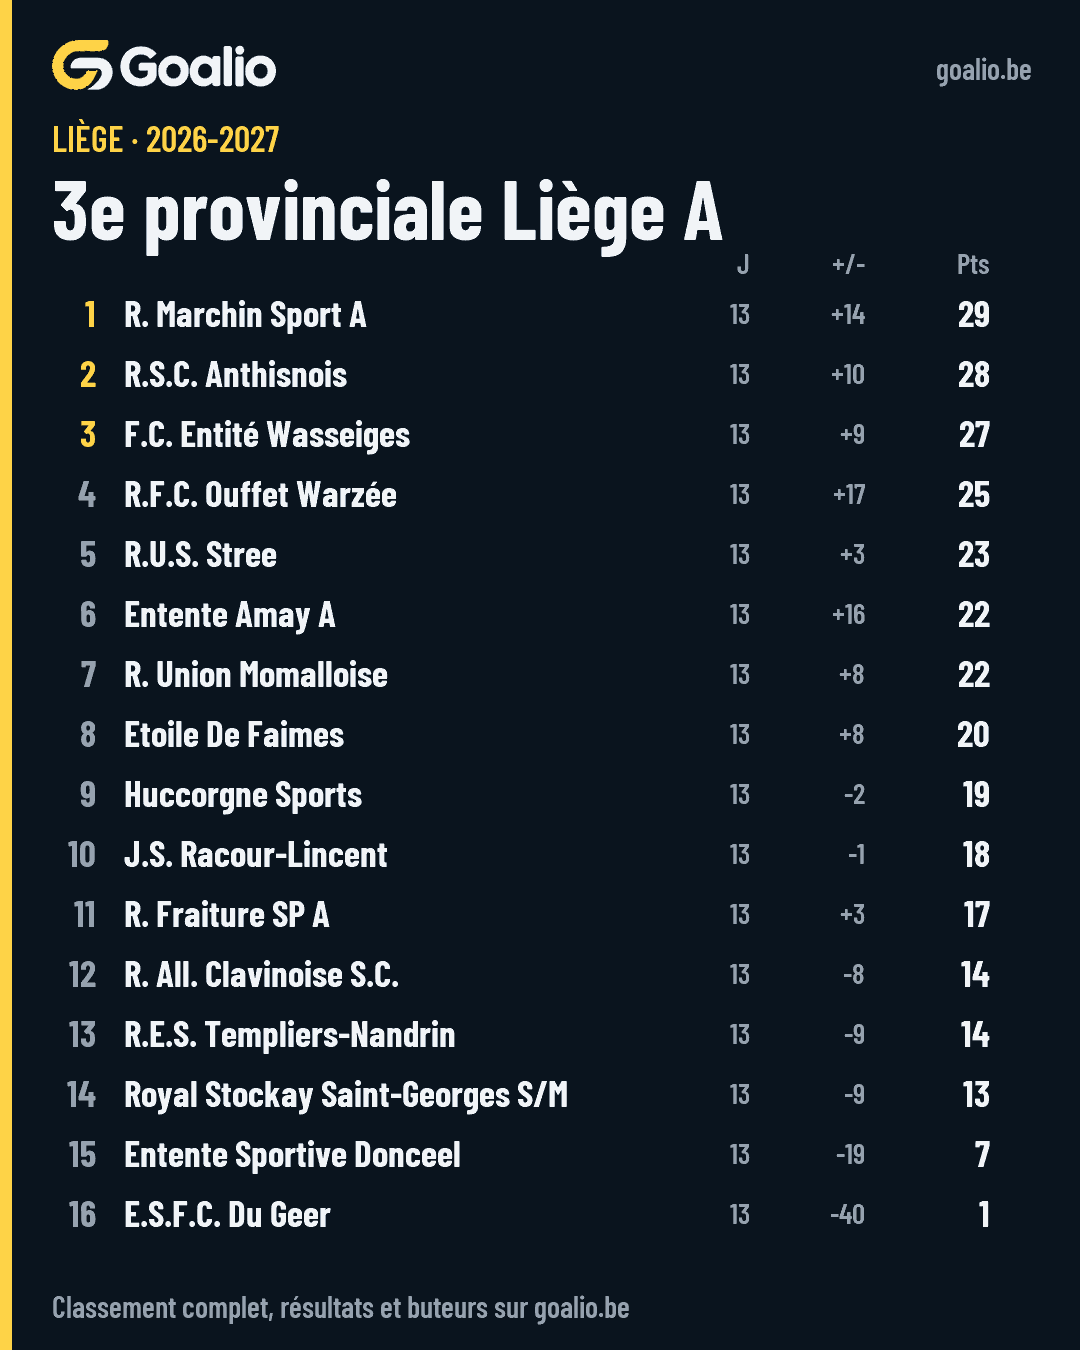 Goalio
goalio.be
LIÈGE · 2026-2027
3e provinciale Liège A
J +/- Pts
1 R. Marchin Sport A 13 +14 29
2 R.S.C. Anthisnois 13 +10 28
3 F.C. Entité Wasseiges 13 +9 27
4 R.F.C. Ouffet Warzée 13 +17 25
5 R.U.S. Stree 13 +3 23
6 Entente Amay A 13 +16 22
7 R. Union Momalloise 13 +8 22
8 Etoile De Faimes 13 +8 20
9 Huccorgne Sports 13 -2 19
10 J.S. Racour-Lincent 13 -1 18
11 R. Fraiture SP A 13 +3 17
12 R. All. Clavinoise S.C. 13 -8 14
13 R.E.S. Templiers-Nandrin 13 -9 14
14 Royal Stockay Saint-Georges S/M 13 -9 13
15 Entente Sportive Donceel 13 -19 7
16 E.S.F.C. Du Geer 13 -40 1
Classement complet, résultats et buteurs sur goalio.be